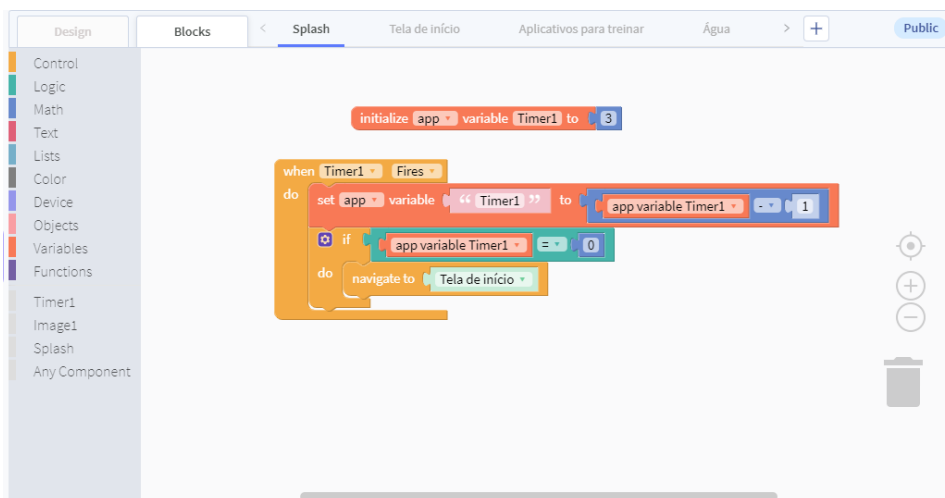 Design
Blocks
<
Splash
Tela de início
Aplicativos para treinar
Água
>
+
Public
Control
Logic
Math
Text
Lists
Color
Device
Objects
Variables
Functions
Timer1
Image1
Splash
Any Component
initialize app variable Timer1 to 3
when Timer1 Fires
do set app variable “ Timer1 ” to app variable Timer1 - 1
if app variable Timer1 = 0
do navigate to Tela de início